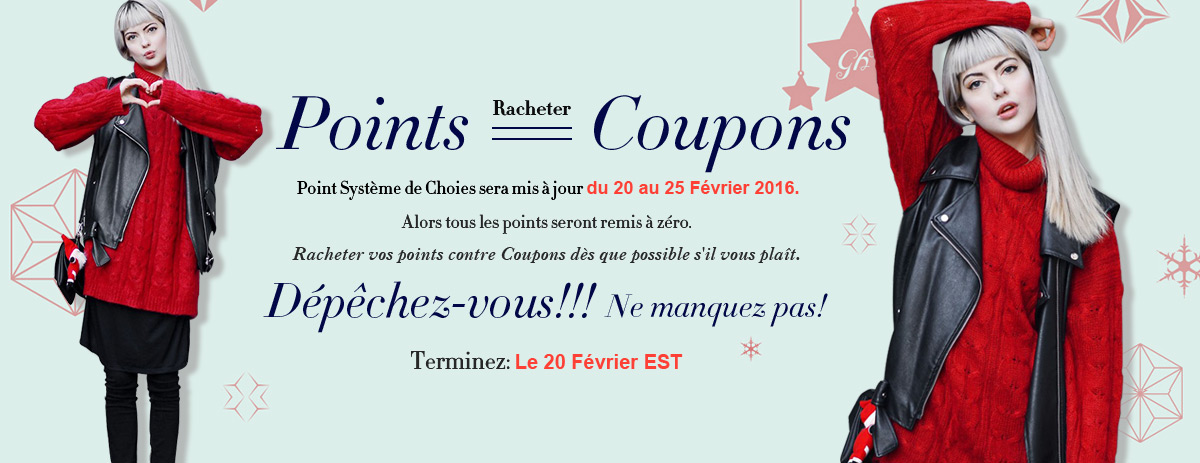 Points Racheter Coupons
Point Système de Choies sera mis à jour du 20 au 25 Février 2016.
Alors tous les points seront remis à zéro.
Racheter vos points contre Coupons dès que possible s'il vous plaît.
Dépêchez-vous!!! Ne manquez pas!
Terminez: Le 20 Février EST